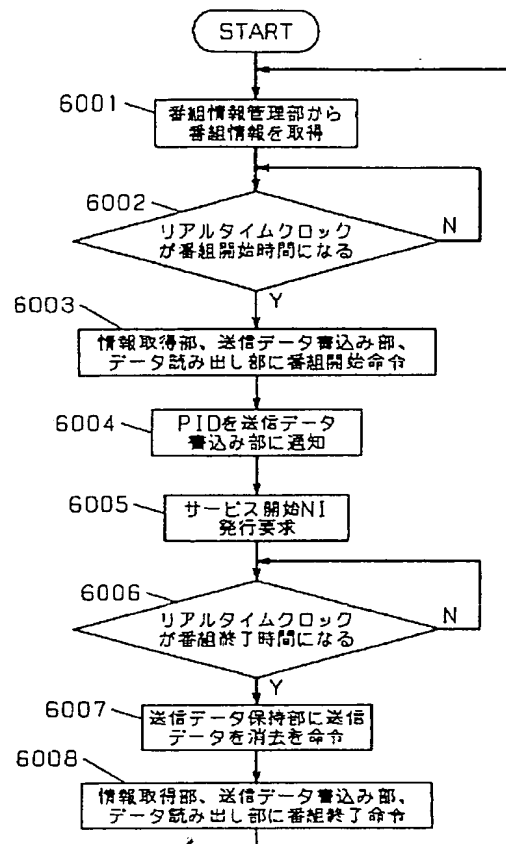 START
6001
番組情報管理部から
番組情報を取得
6002
リアルタイムクロック
が番組開始時間になる
N
Y
6003
情報取得部、送信データ書込み部、
データ読み出し部に番組開始命令
6004
PIDを送信データ
書込み部に通知
6005
サービス開始NI
発行要求
6006
リアルタイムクロック
が番組終了時間になる
N
Y
6007
送信データ保持部に送信
データを消去を命令
6008
情報取得部、送信データ書込み部、
データ読み出し部に番組終了命令